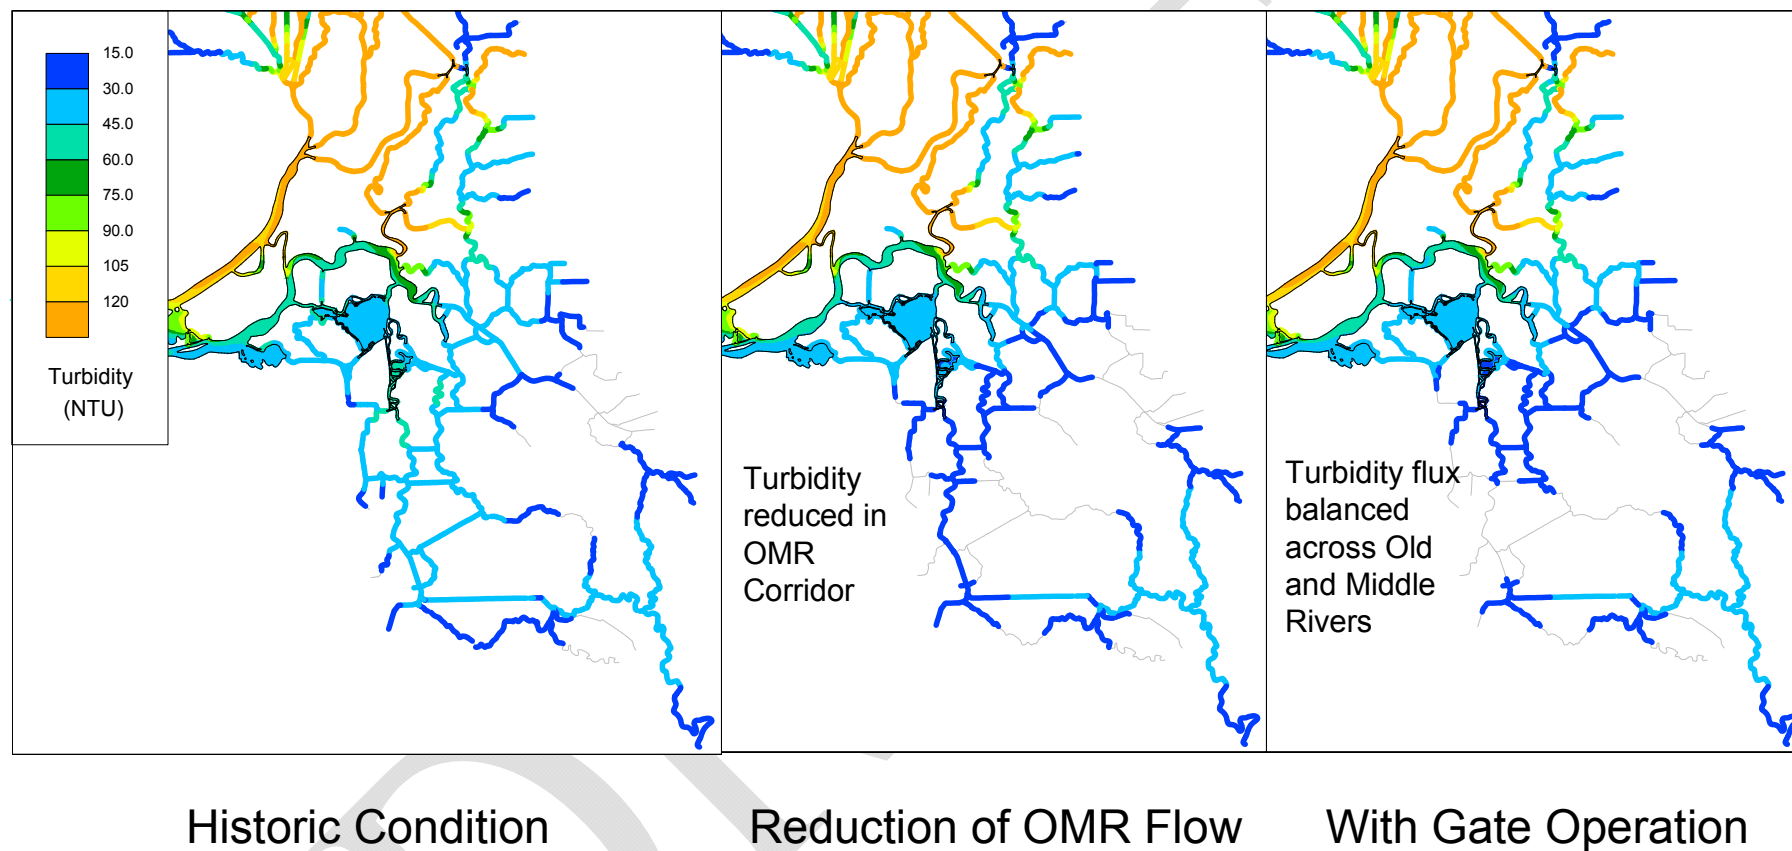 15.0
30.0
45.0
60.0
75.0
90.0
105
120
Turbidity
(NTU)
Turbidity
reduced in
OMR
Corridor
Turbidity flux
balanced
across Old
and Middle
Rivers
Historic Condition
Reduction of OMR Flow
With Gate Operation